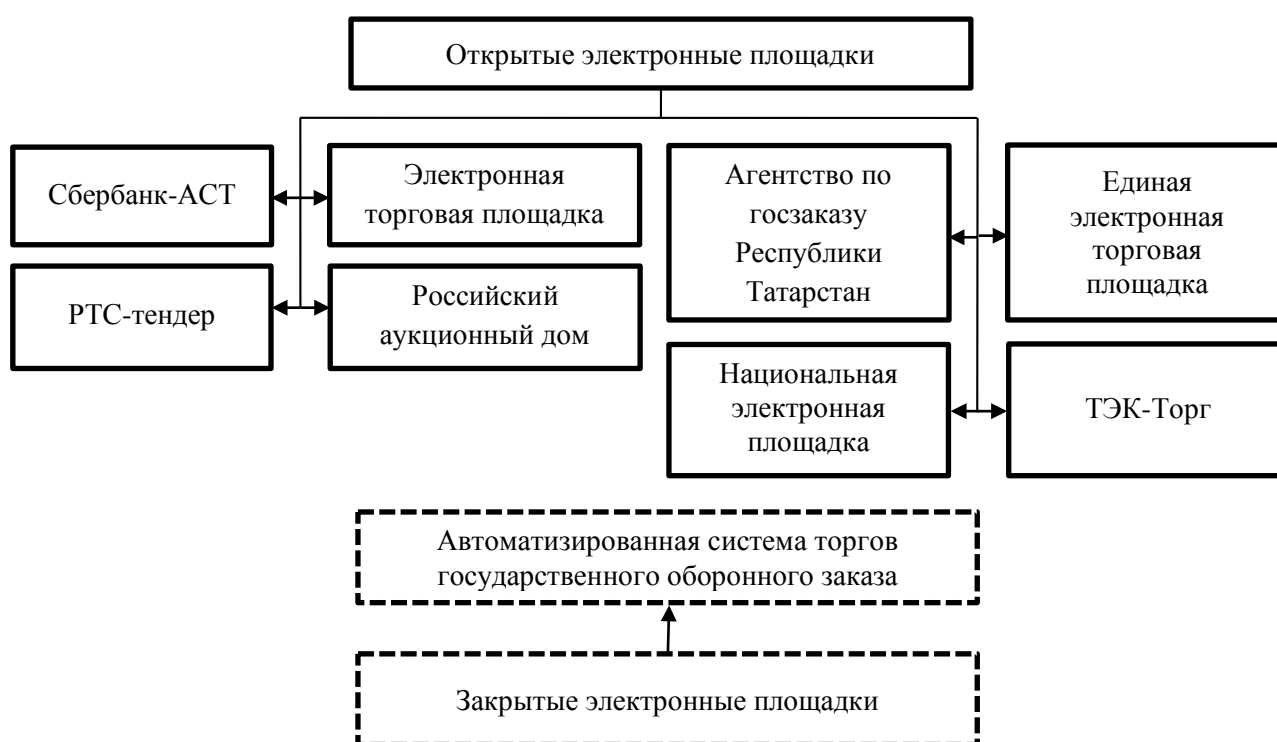 Открытые электронные площадки
Сбербанк-АСТ
Электронная
торговая площадка
Агентство по
госзаказу
Республики
Татарстан
Единая
электронная
торговая
площадка
РТС-тендер
Российский
аукционный дом
Национальная
электронная
площадка
ТЭК-Торг
Автоматизированная система торгов
государственного оборонного заказа
Закрытые электронные площадки